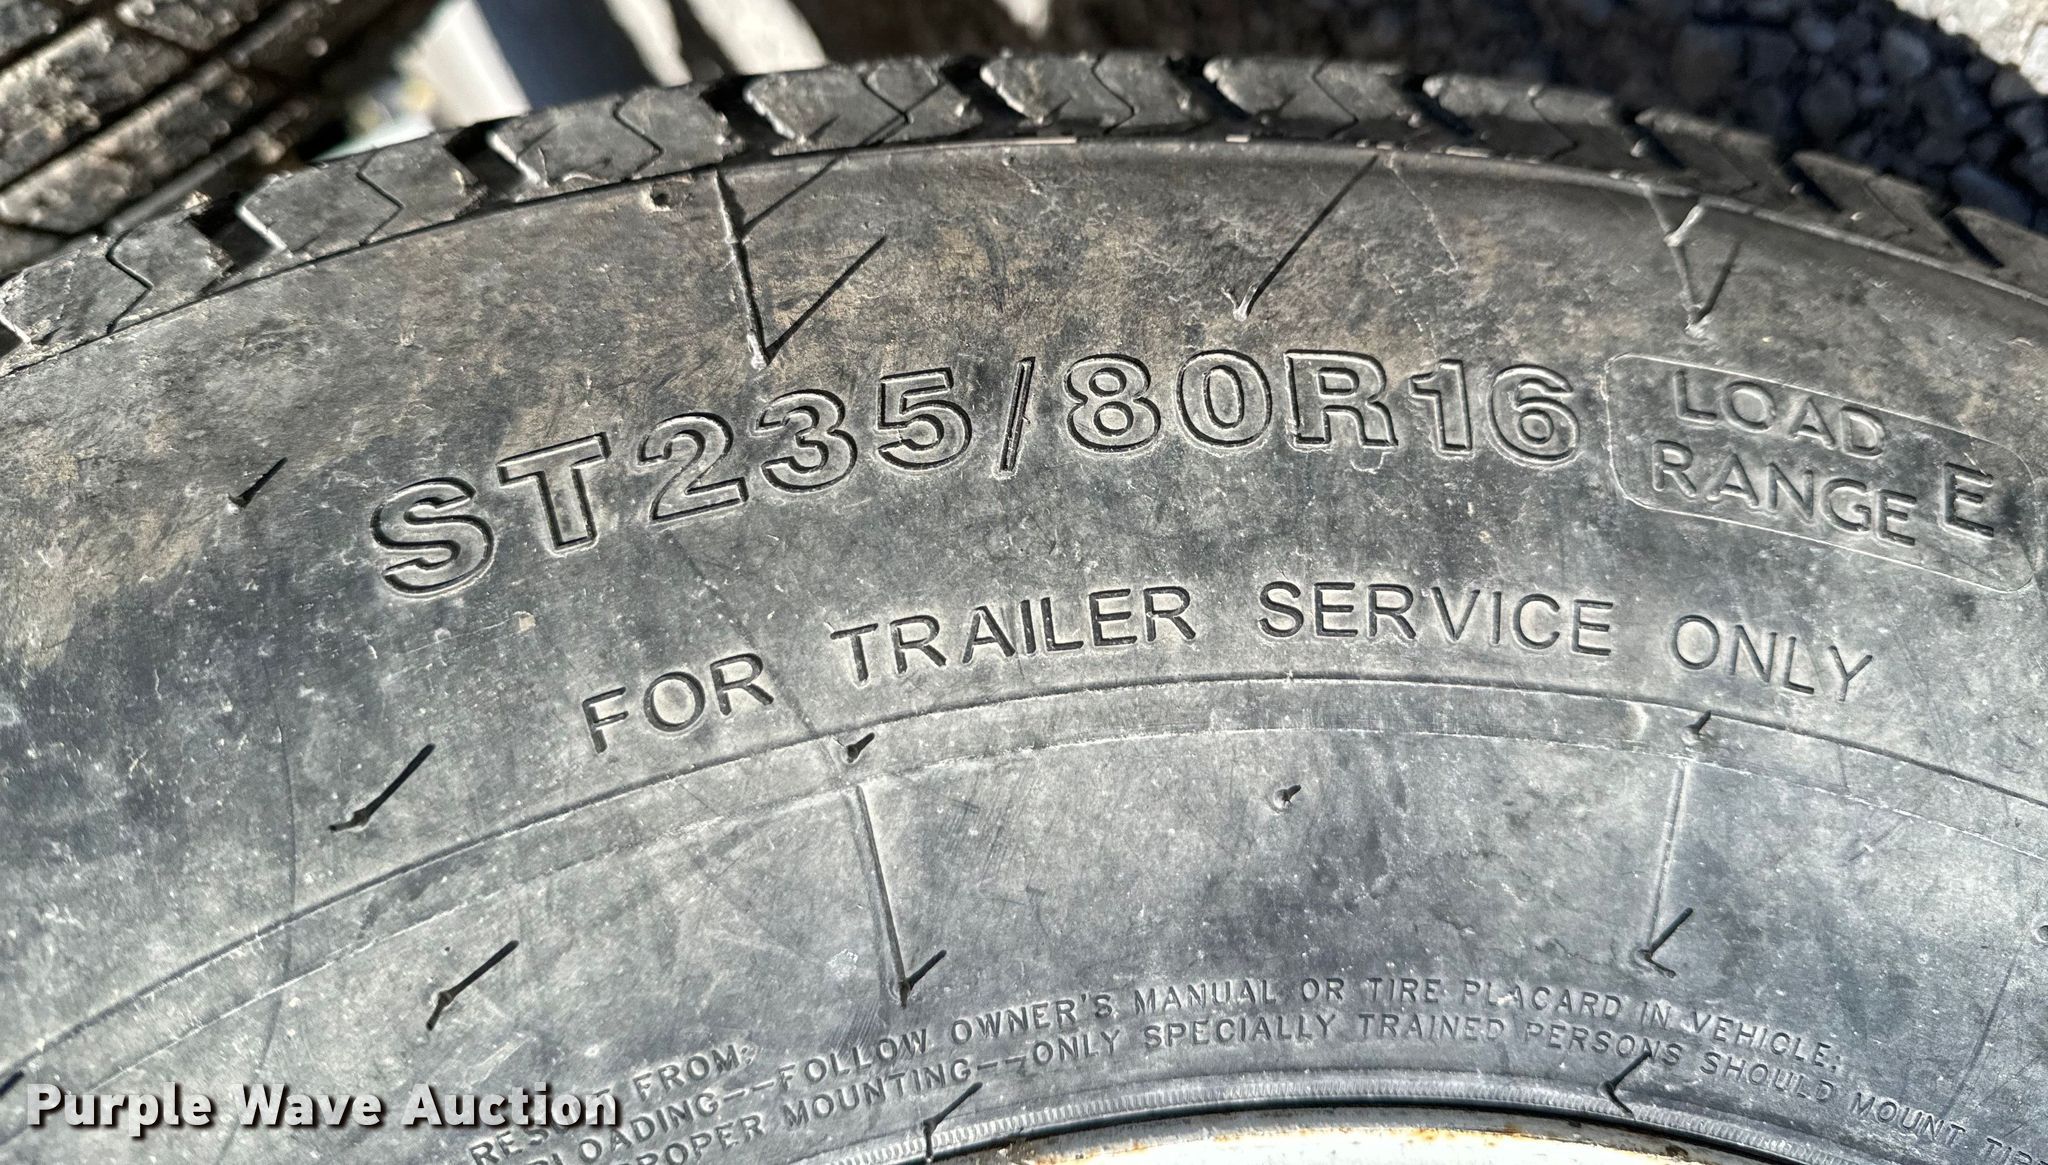 ST235/80R16 LOAD RANGE E
FOR TRAILER SERVICE ONLY
FROM:
--FOLLOW OWNER'S MANUAL OR TIRE PLACARD IN VEHICLE:
MOUNTING--ONLY SPECIALLY TRAINED PERSONS SHOULD MOUNT
Purple Wave Auction